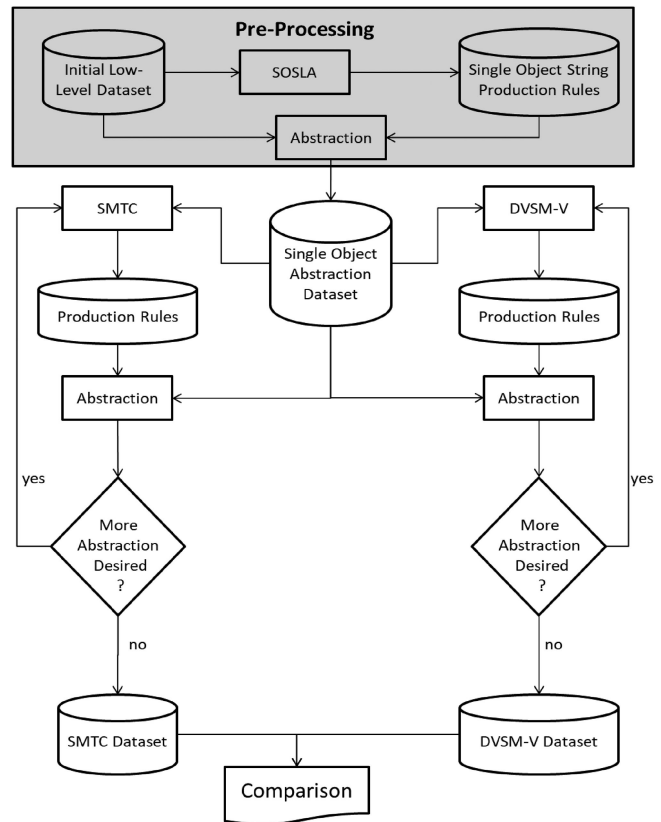 Pre-Processing
Initial Low-
Level Dataset
SOSLA
Single Object String
Production Rules
Abstraction
SMTC
DVSM-V
Single Object
Abstraction
Dataset
Production Rules
Production Rules
Abstraction
Abstraction
yes
yes
More
Abstraction
Desired
?
More
Abstraction
Desired
?
no
no
SMTC Dataset
DVSM-V Dataset
Comparison